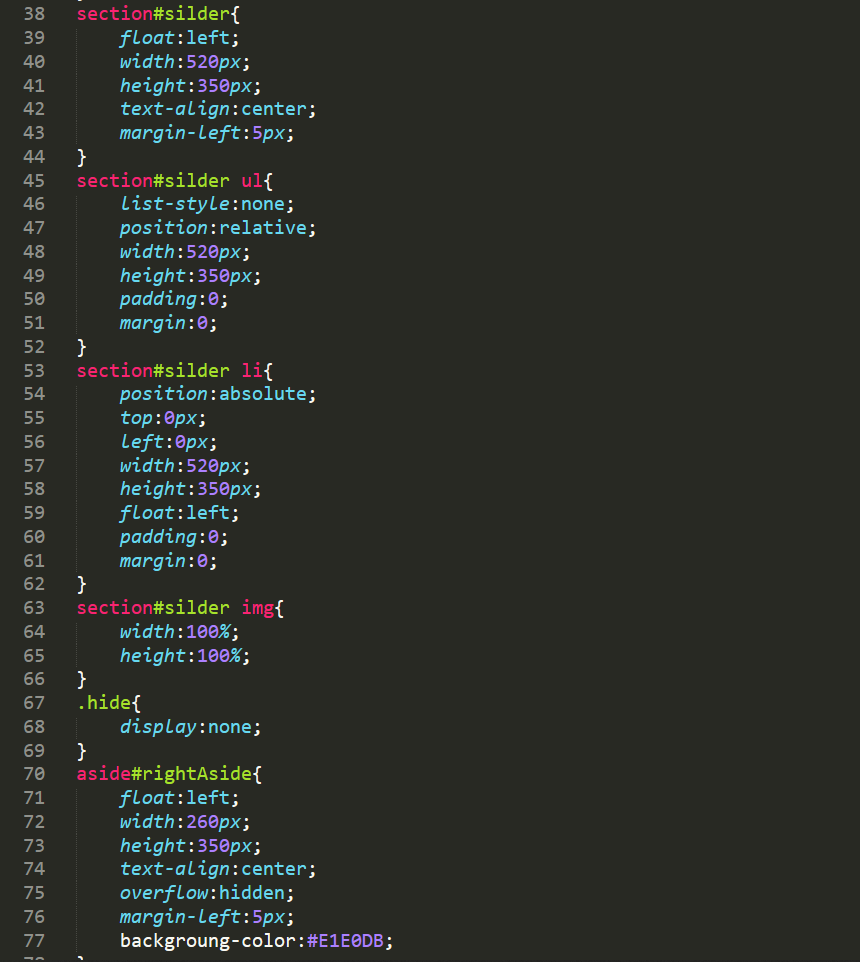 38 section#silder{
39 float:left;
40 width:520px;
41 height:350px;
42 text-align:center;
43 margin-left:5px;
44 }
45 section#silder ul{
46 list-style:none;
47 position:relative;
48 width:520px;
49 height:350px;
50 padding:0;
51 margin:0;
52 }
53 section#silder li{
54 position:absolute;
55 top:0px;
56 left:0px;
57 width:520px;
58 height:350px;
59 float:left;
60 padding:0;
61 margin:0;
62 }
63 section#silder img{
64 width:100%;
65 height:100%;
66 }
67 .hide{
68 display:none;
69 }
70 aside#rightAside{
71 float:left;
72 width:260px;
73 height:350px;
74 text-align:center;
75 overflow:hidden;
76 margin-left:5px;
77 backgroung-color:#E1E0DB;